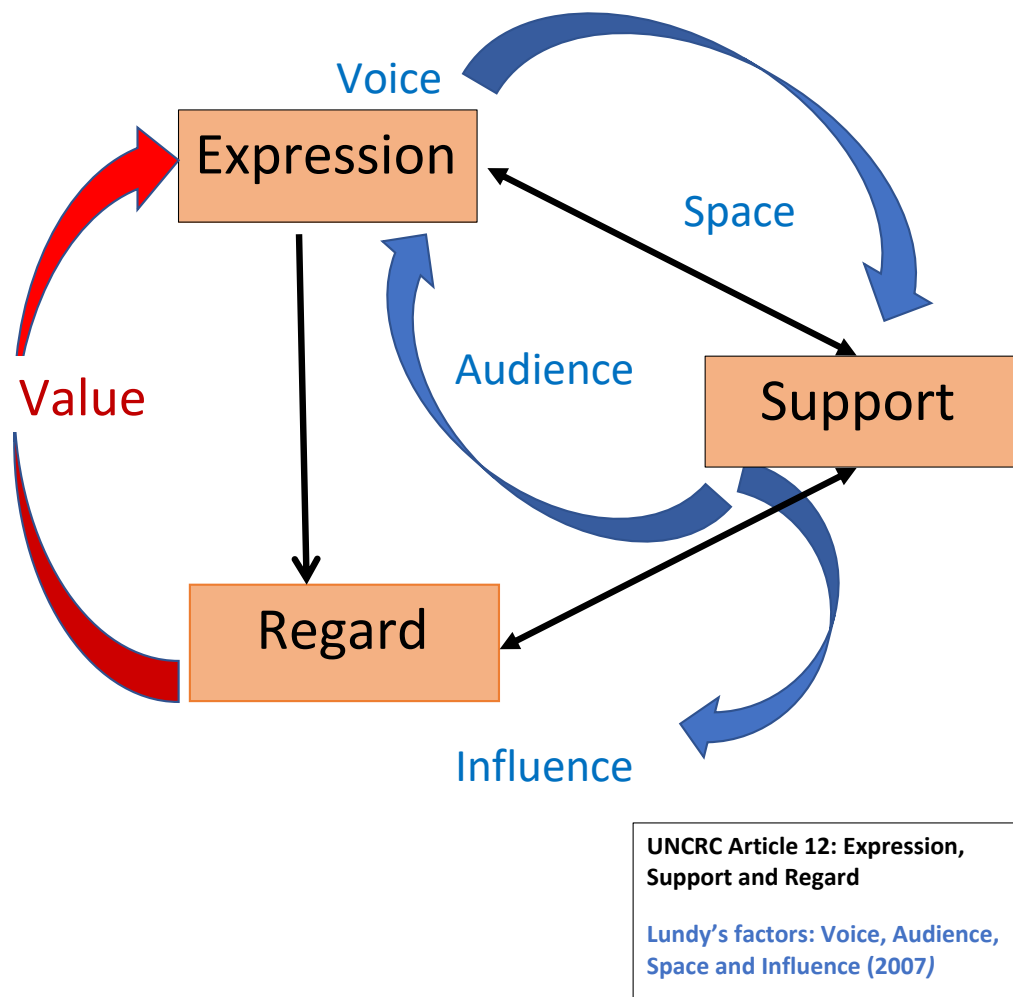 Voice
Expression
Space
Audience
Value
Support
Regard
Influence
UNCRC Article 12: Expression,
Support and Regard
Lundy’s factors: Voice, Audience,
Space and Influence (2007)